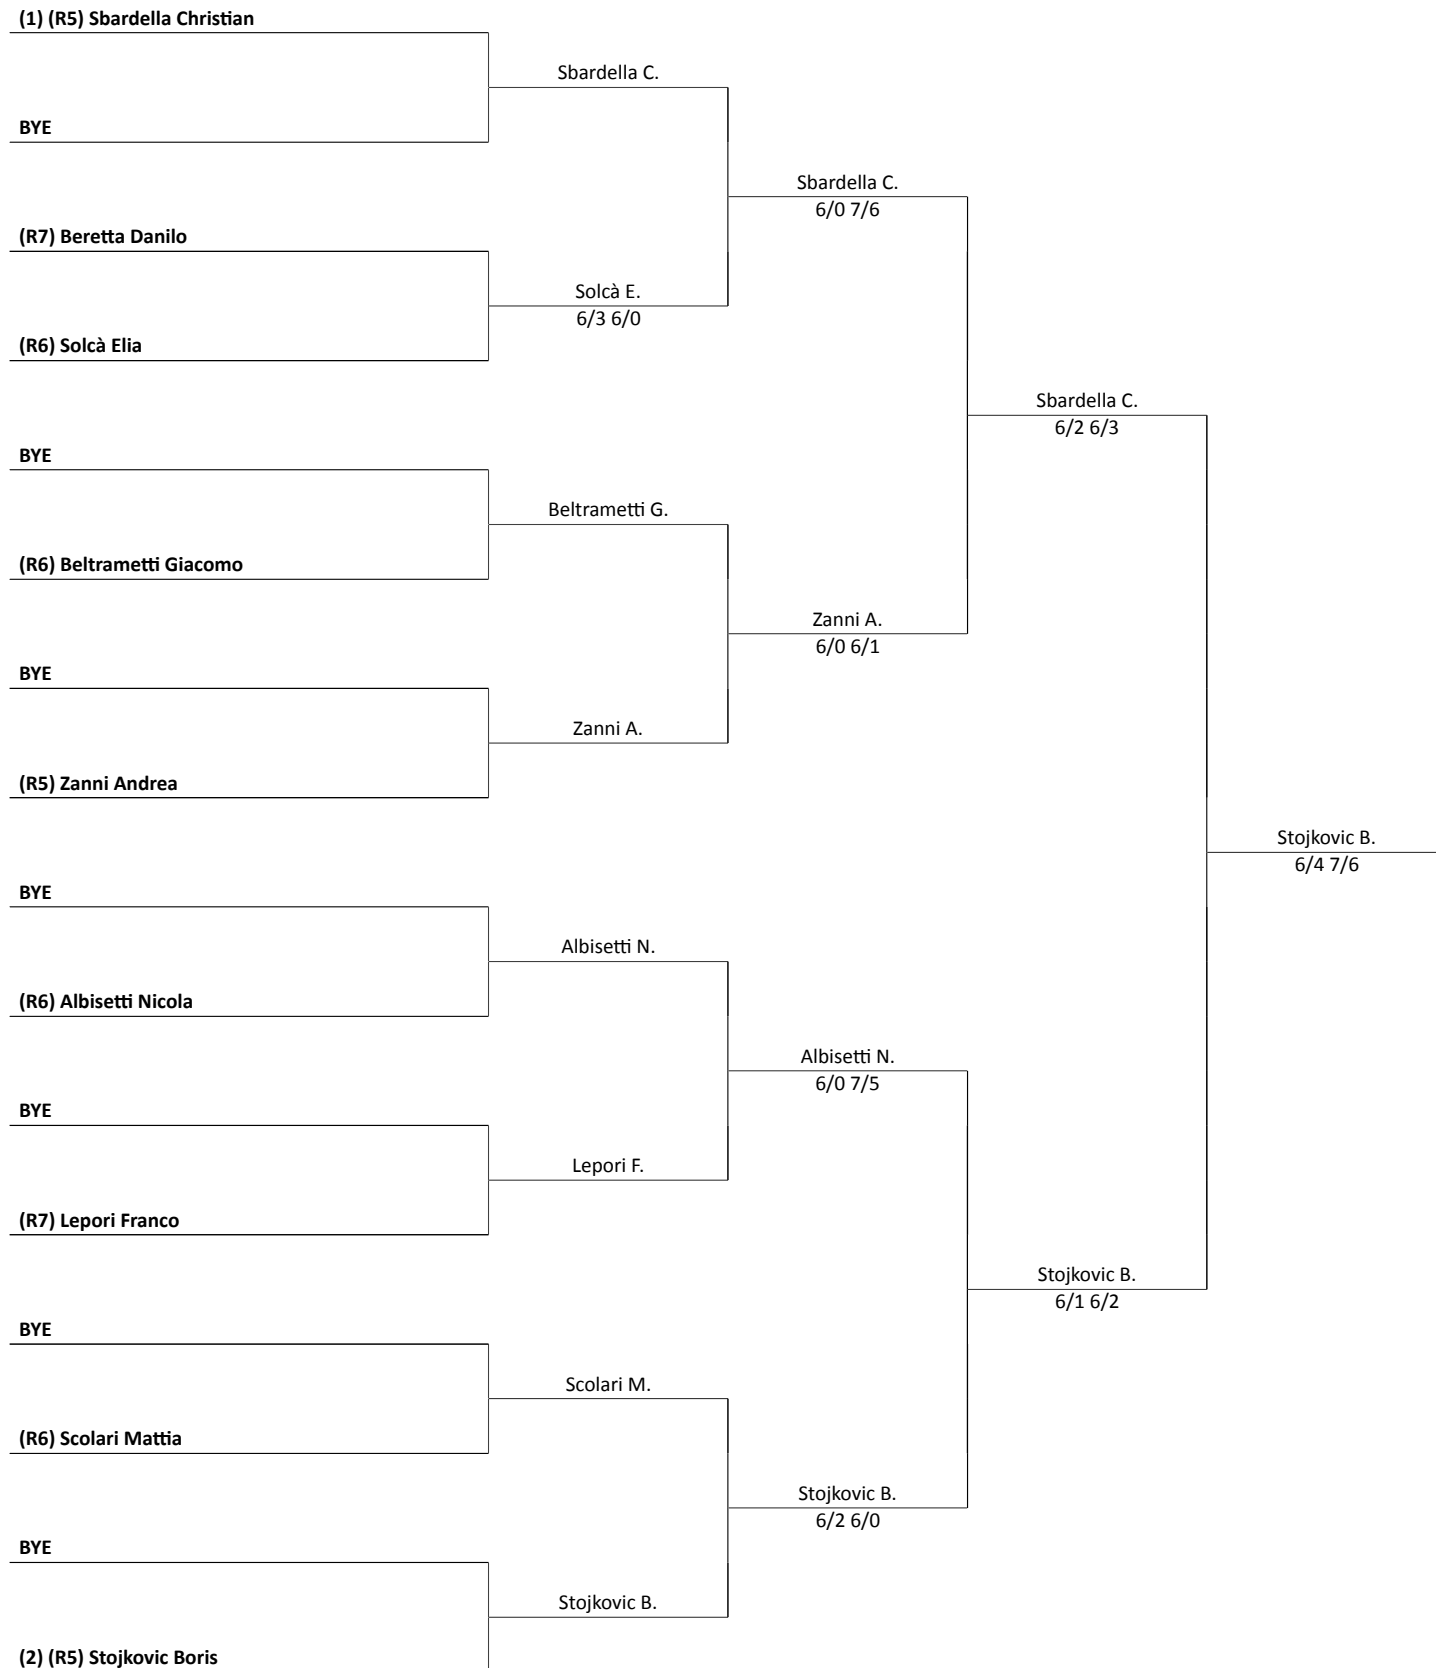 (1) (R5) Sbardella Christian
Sbardella C.
BYE
Sbardella C.
6/0 7/6
(R7) Beretta Danilo
Solcà E.
6/3 6/0
(R6) Solcà Elia
Sbardella C.
6/2 6/3
BYE
Beltrametti G.
(R6) Beltrametti Giacomo
Zanni A.
6/0 6/1
BYE
Zanni A.
(R5) Zanni Andrea
Stojkovic B.
6/4 7/6
BYE
Albisetti N.
(R6) Albisetti Nicola
Albisetti N.
6/0 7/5
BYE
Lepori F.
(R7) Lepori Franco
Stojkovic B.
6/1 6/2
BYE
Scolari M.
(R6) Scolari Mattia
Stojkovic B.
6/2 6/0
BYE
Stojkovic B.
(2) (R5) Stojkovic Boris